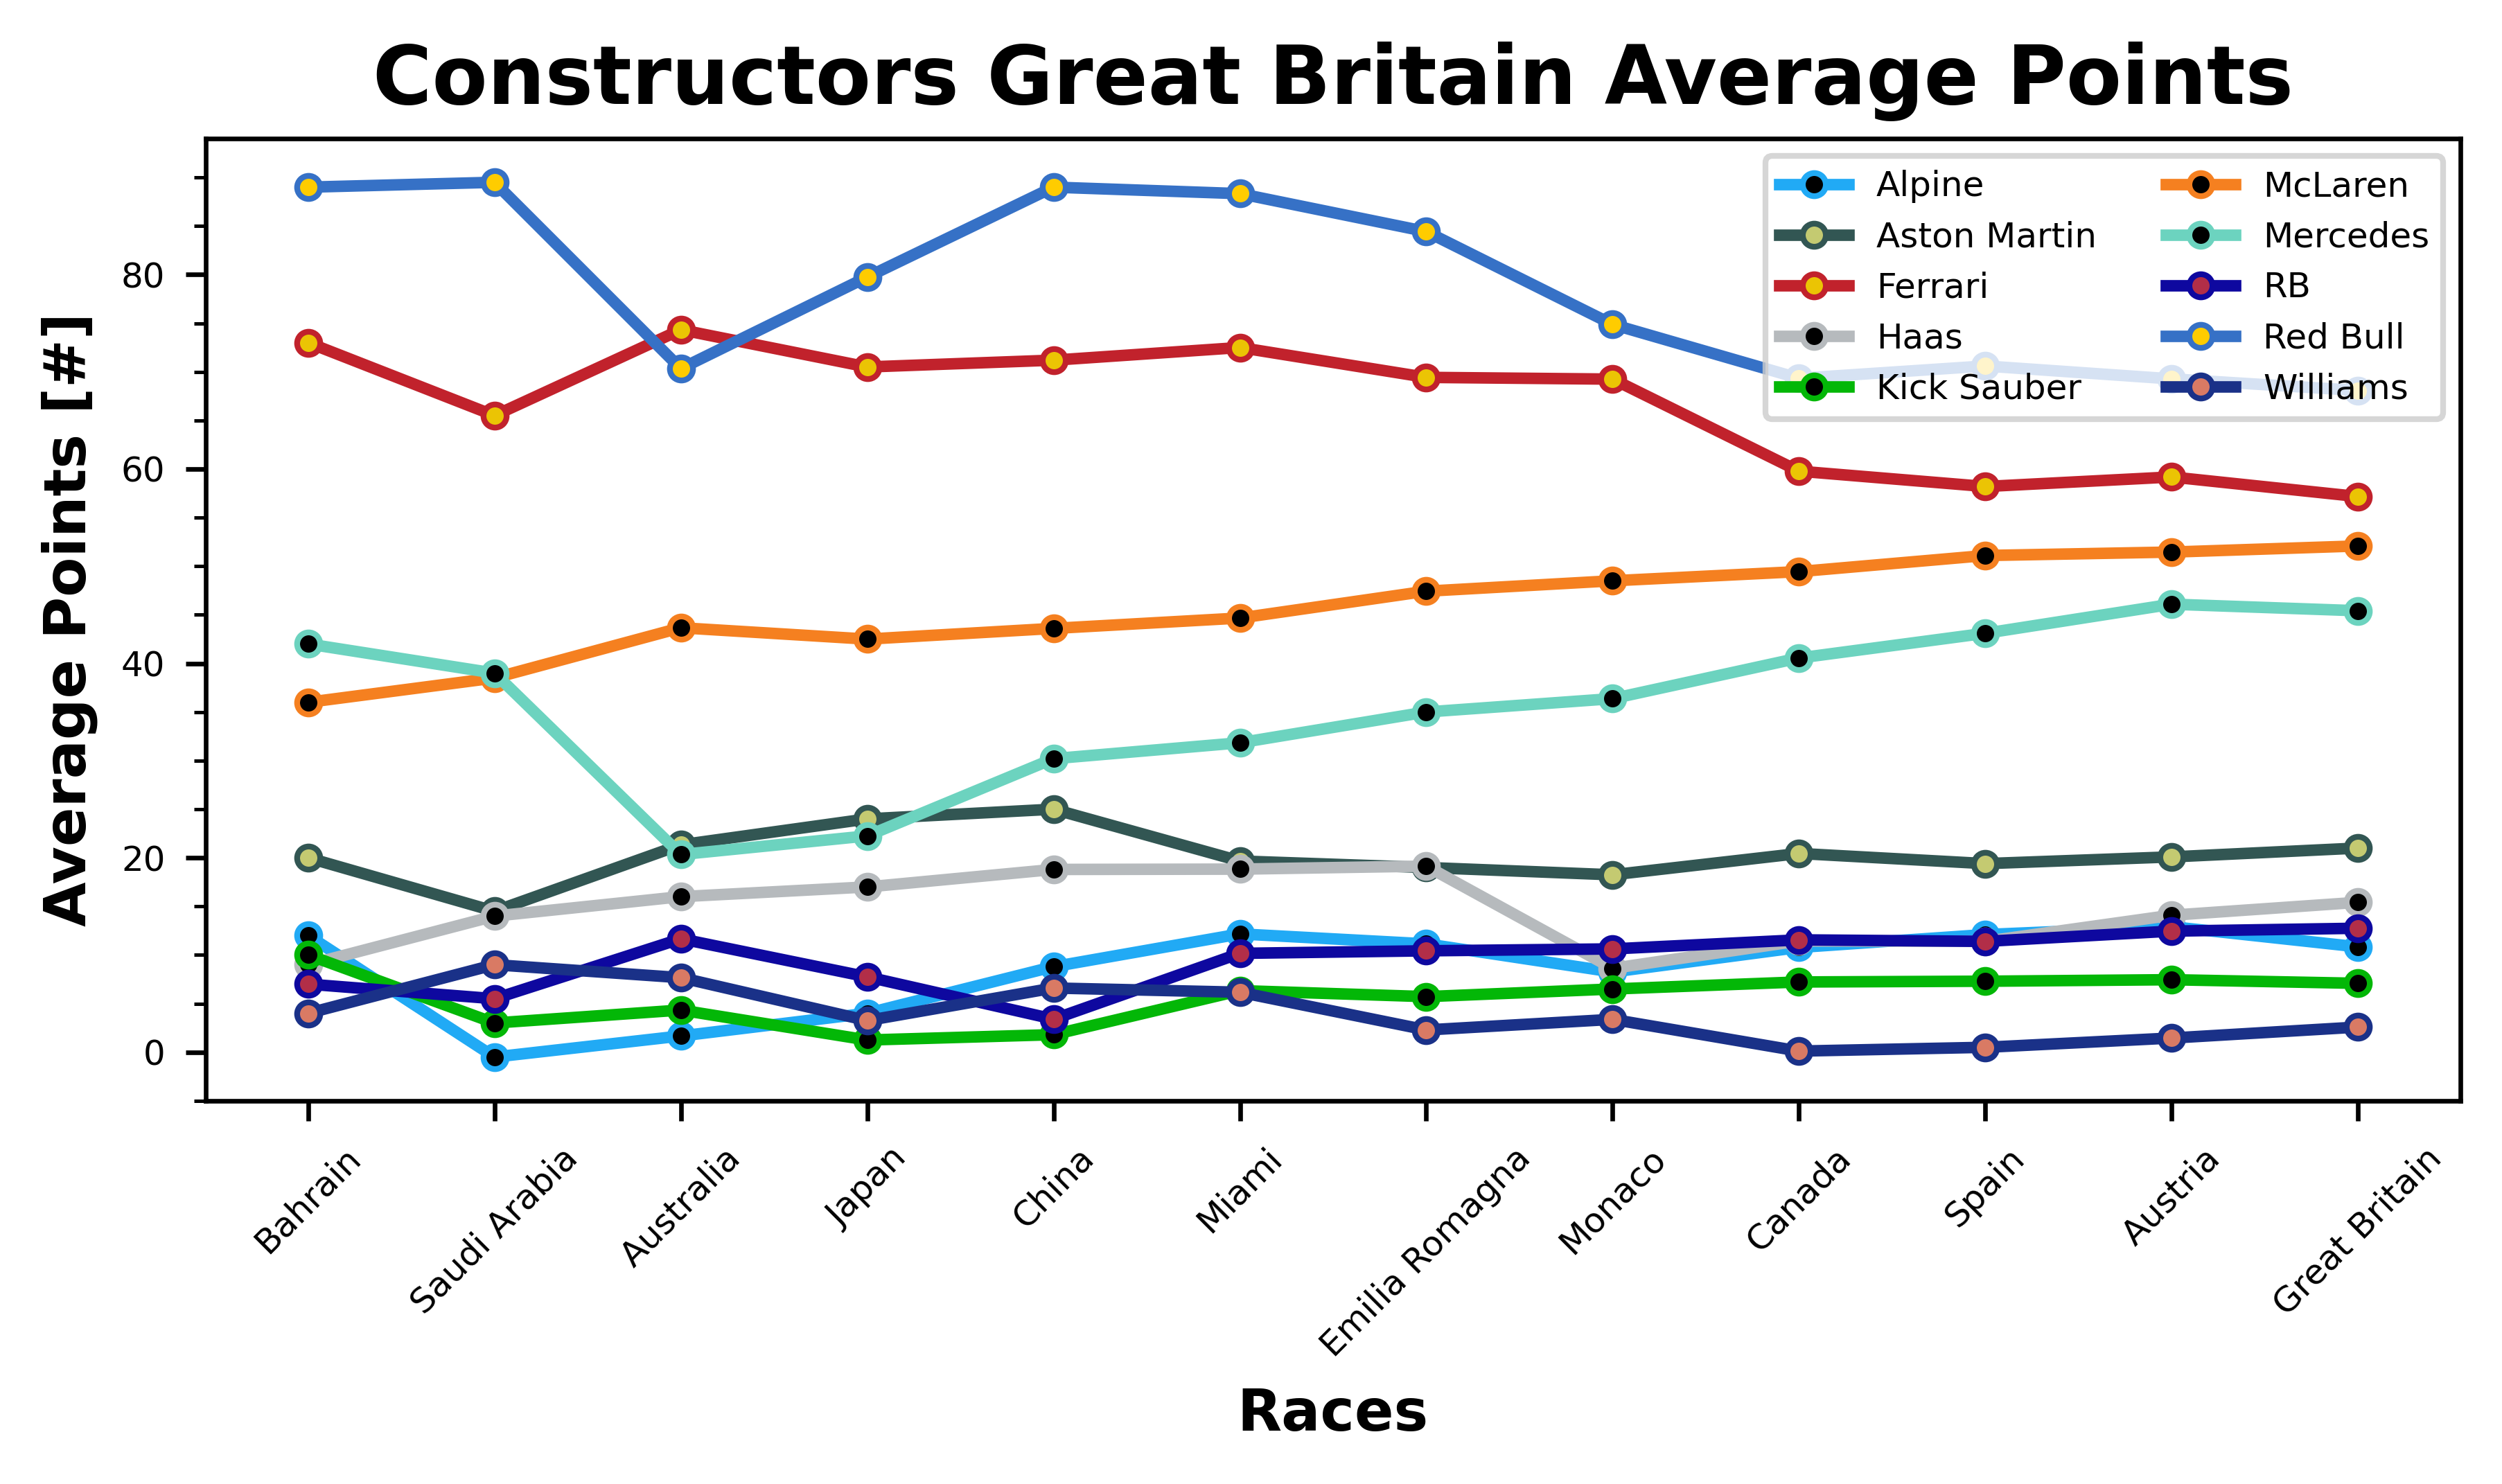 Constructors Great Britain Average Points
Average Points [#]
80
60
40
20
0
Alpine
Aston Martin
Ferrari
Haas
Kick Sauber
McLaren
Mercedes
RB
Red Bull
Williams
Bahrain
Saudi Arabia
Australia
Japan
China
Miami
Emilia Romagna
Monaco
Canada
Spain
Austria
Great Britain
Races